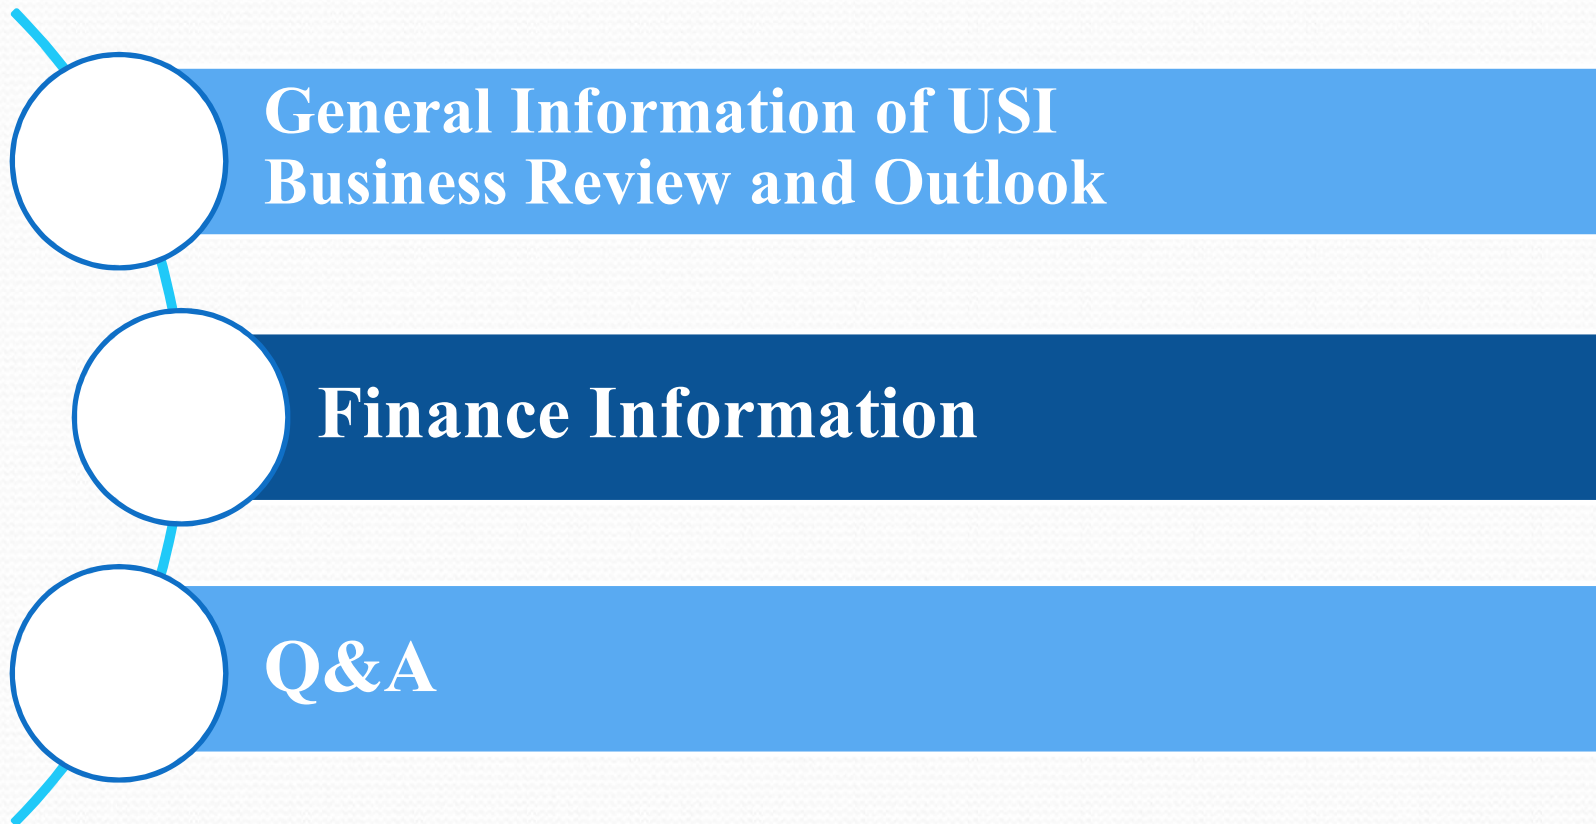 General Information of USI
Business Review and Outlook
Finance Information
Q&A